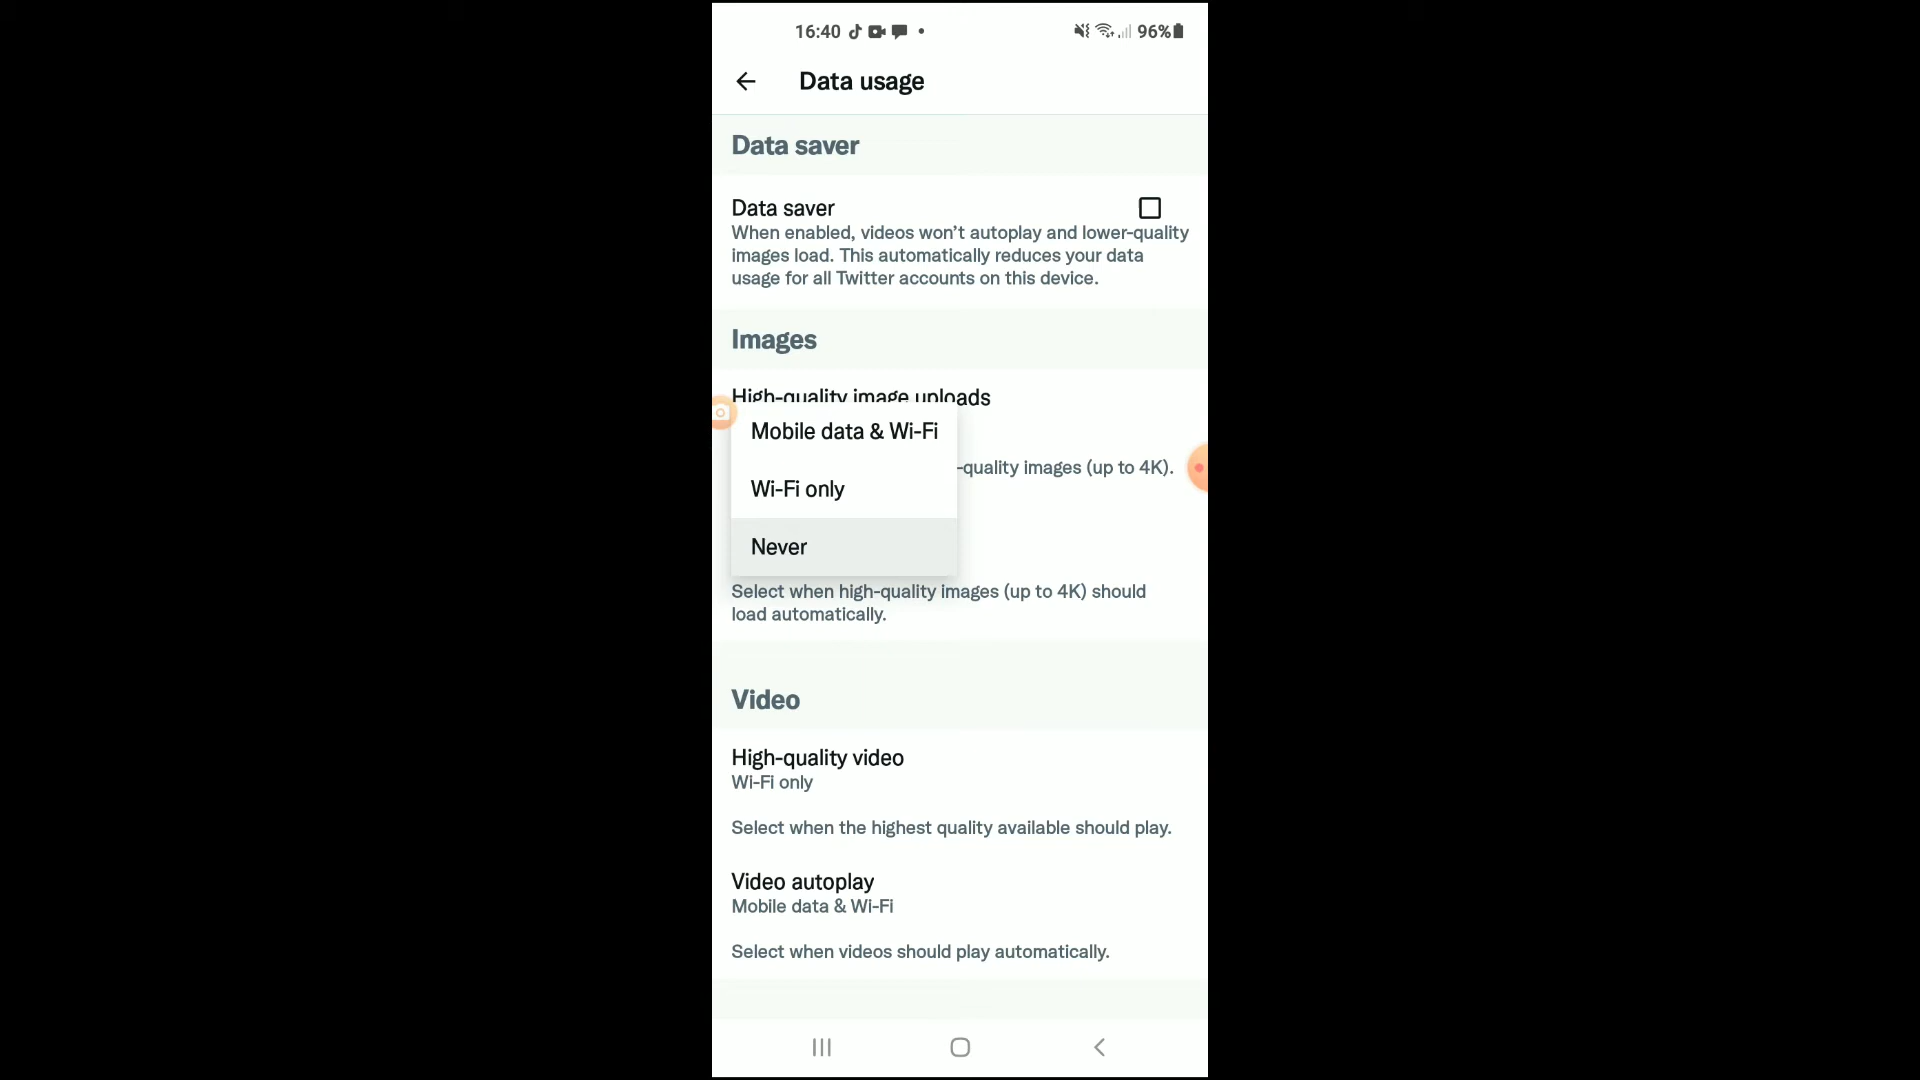 16:40
96%
Data usage
Data saver
Data saver
When enabled, videos won't autoplay and lower-quality
images load. This automatically reduces your data
usage for all Twitter accounts on this device.
Images
High-quality image uploads
Mobile data & Wi-Fi
-quality images (up to 4K).
Wi-Fi only
Never
Select when high-quality images (up to 4K) should
load automatically.
Video
High-quality video
Wi-Fi only
Select when the highest quality available should play.
Video autoplay
Mobile data & Wi-Fi
Select when videos should play automatically.